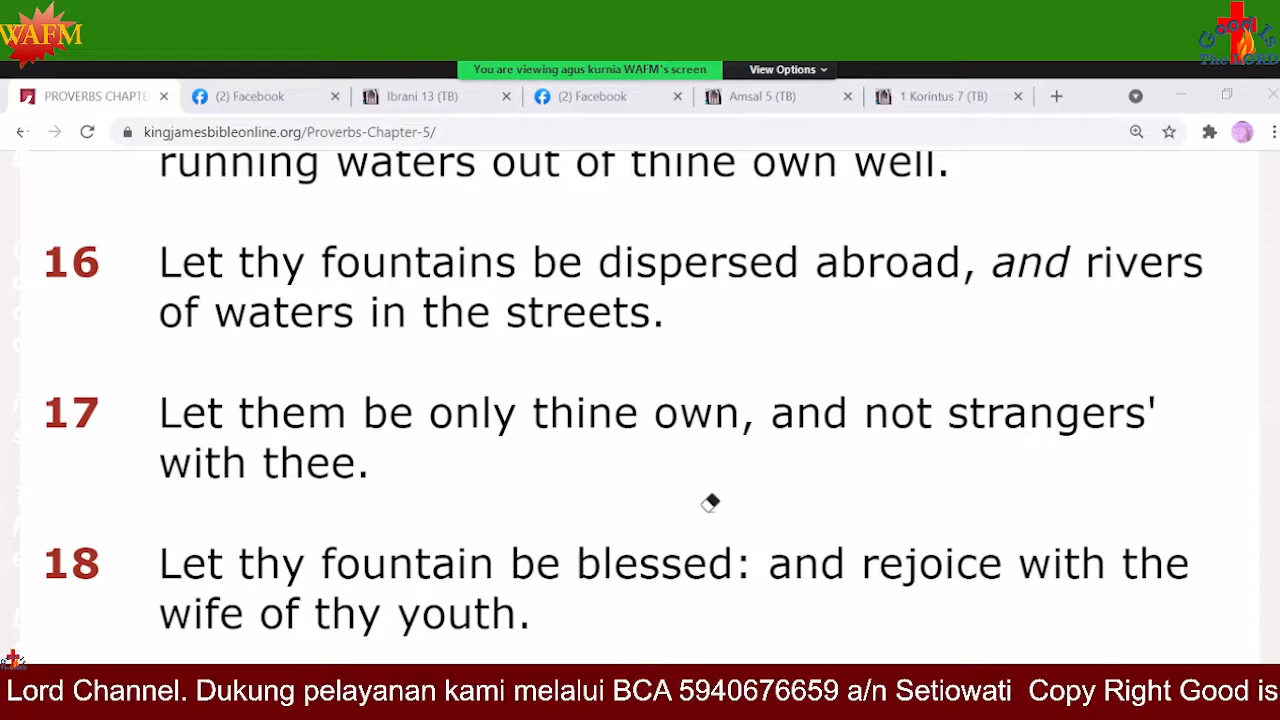 WAFM
Good Is
The LORD
You are viewing agus kurnia WAFM's screen
View Options
PROVERBS CHAPTE
(2) Facebook
Ibrani 13 (TB)
(2) Facebook
Amsal 5 (TB)
1 Korintus 7 (TB)
kingjamesbibleonline.org/Proverbs-Chapter-5/
running waters out of thine own well.
16 Let thy fountains be dispersed abroad, and rivers
of waters in the streets.
17 Let them be only thine own, and not strangers'
with thee.
18 Let thy fountain be blessed: and rejoice with the
wife of thy youth.
Lord Channel. Dukung pelayanan kami melalui BCA 5940676659 a/n Setiowati Copy Right Good is